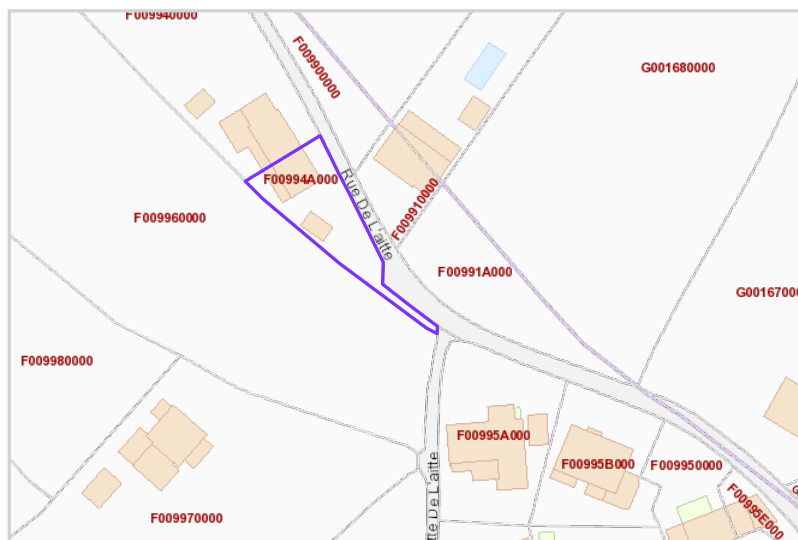 F009940000
F009900000
G001680000
F00994A000
Rue De L'aitte
F009910000
F009960000
F00991A000
G00167000
F009980000
F00995A000
tte De L'aitte
F00995B000
F009950000
F00995E000
F009970000